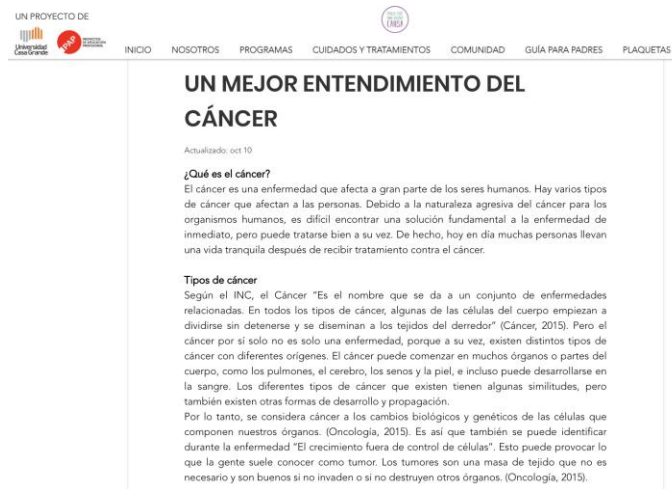 UN PROYECTO DE
Universidad
Casa Grande
PAP
INICIO NOSOTROS PROGRAMAS CUIDADOS Y TRATAMIENTOS COMUNIDAD GUÍA PARA PADRES PLAQUETAS
UN MEJOR ENTENDIMIENTO DEL
CÁNCER
Actualizado: oct 10
¿Qué es el cáncer?
El cáncer es una enfermedad que afecta a gran parte de los seres humanos. Hay varios tipos
de cáncer que afectan a las personas. Debido a la naturaleza agresiva del cáncer para los
organismos humanos, es difícil encontrar una solución fundamental a la enfermedad de
inmediato, pero puede tratarse bien a su vez. De hecho, hoy en día muchas personas llevan
una vida tranquila después de recibir tratamiento contra el cáncer.
Tipos de cáncer
Según el INC, el Cáncer "Es el nombre que se da a un conjunto de enfermedades
relacionadas. En todos los tipos de cáncer, algunas de las células del cuerpo empiezan a
dividirse sin detenerse y se diseminan a los tejidos del derredor" (Cáncer, 2015). Pero el
cáncer por sí solo no es solo una enfermedad, porque a su vez, existen distintos tipos de
cáncer con diferentes orígenes. El cáncer puede comenzar en muchos órganos o partes del
cuerpo, como los pulmones, el cerebro, los senos y la piel, e incluso puede desarrollarse en
la sangre. Los diferentes tipos de cáncer que existen tienen algunas similitudes, pero
también existen otras formas de desarrollo y propagación.
Por lo tanto, se considera cáncer a los cambios biológicos y genéticos de las células que
componen nuestros órganos. (Oncología, 2015). Es así que también se puede identificar
durante la enfermedad "El crecimiento fuera de control de células". Esto puede provocar lo
que la gente suele conocer como tumor. Los tumores son una masa de tejido que no es
necesario y son buenos si no invaden o si no destruyen otros órganos. (Oncología, 2015).